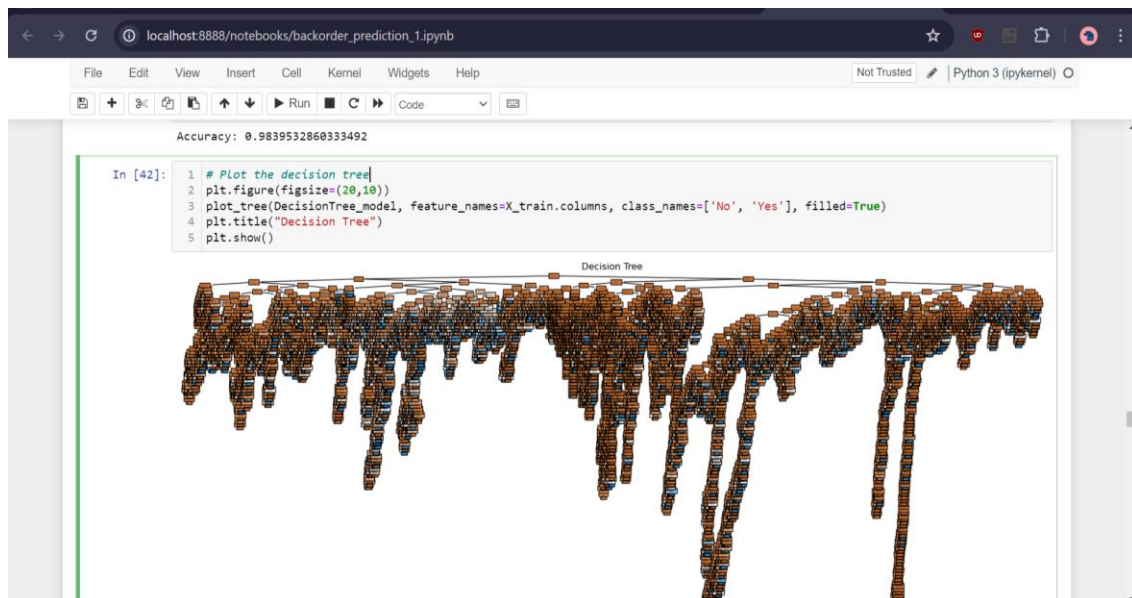 localhost:8888/notebooks/backorder_prediction_1.ipynb
File Edit View Insert Cell Kernel Widgets Help
Not Trusted Python 3 (ipykernel)
Run Code
Accuracy: 0.9839532860333492
In [42]:
1 # Plot the decision tree
2 plt.figure(figsize=(20,10))
3 plot_tree(DecisionTree_model, feature_names=X_train.columns, class_names=['No', 'Yes'], filled=True)
4 plt.title("Decision Tree")
5 plt.show()
Decision Tree